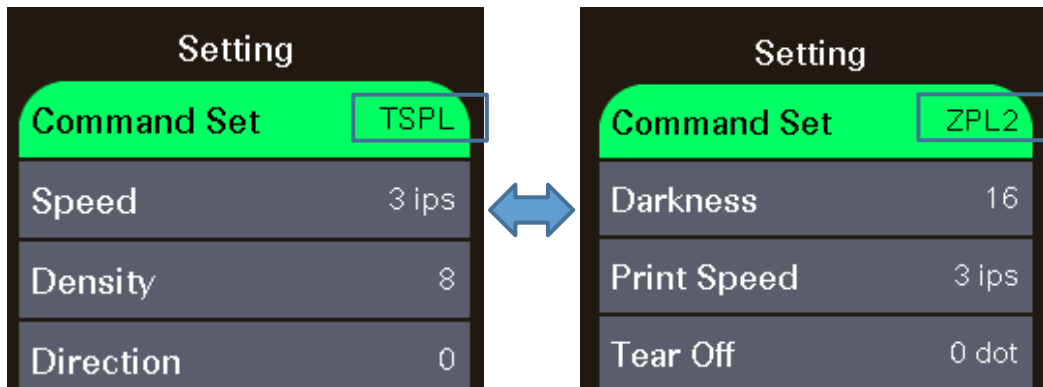 Setting
Command Set TSPL
Speed 3 ips
Density 8
Direction 0
Setting
Command Set ZPL2
Darkness 16
Print Speed 3 ips
Tear Off 0 dot